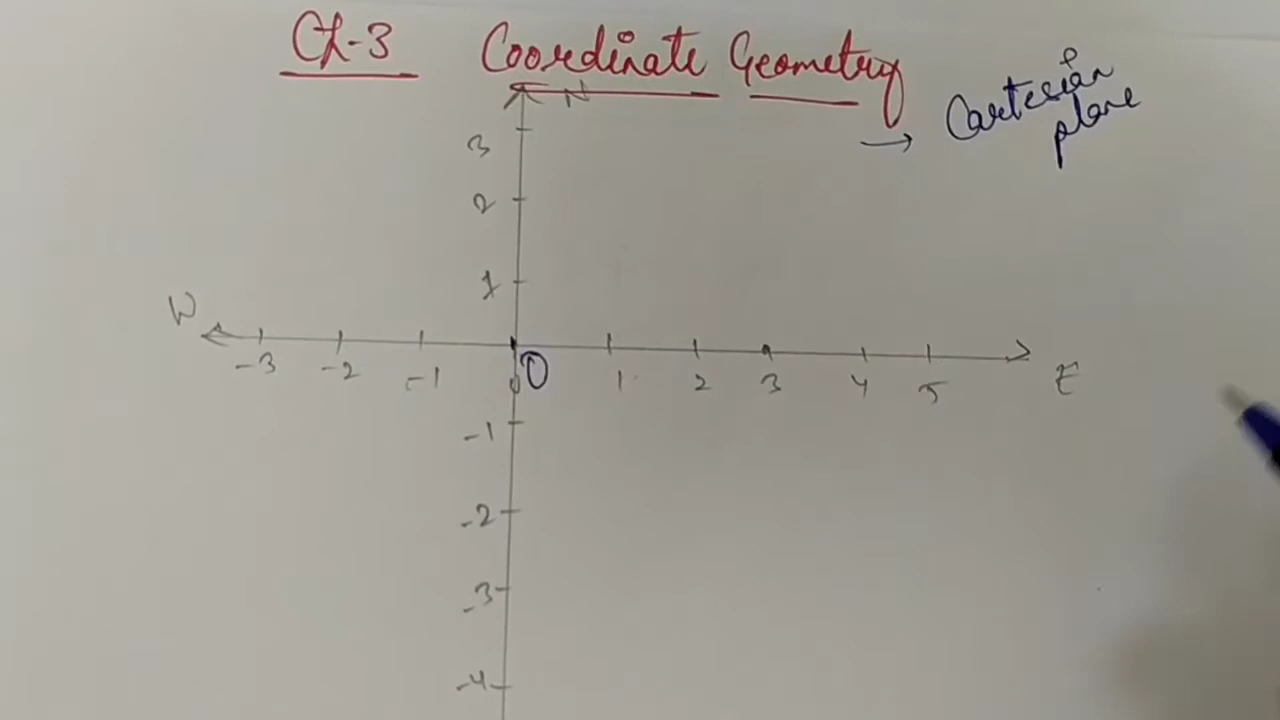 Ch-3 Coordinate Geometry
→ Cartesian
plane
N
3
2
1
W
-3 -2 -1 0 O 1 2 3 4 5 E
-1
-2
-3
-4